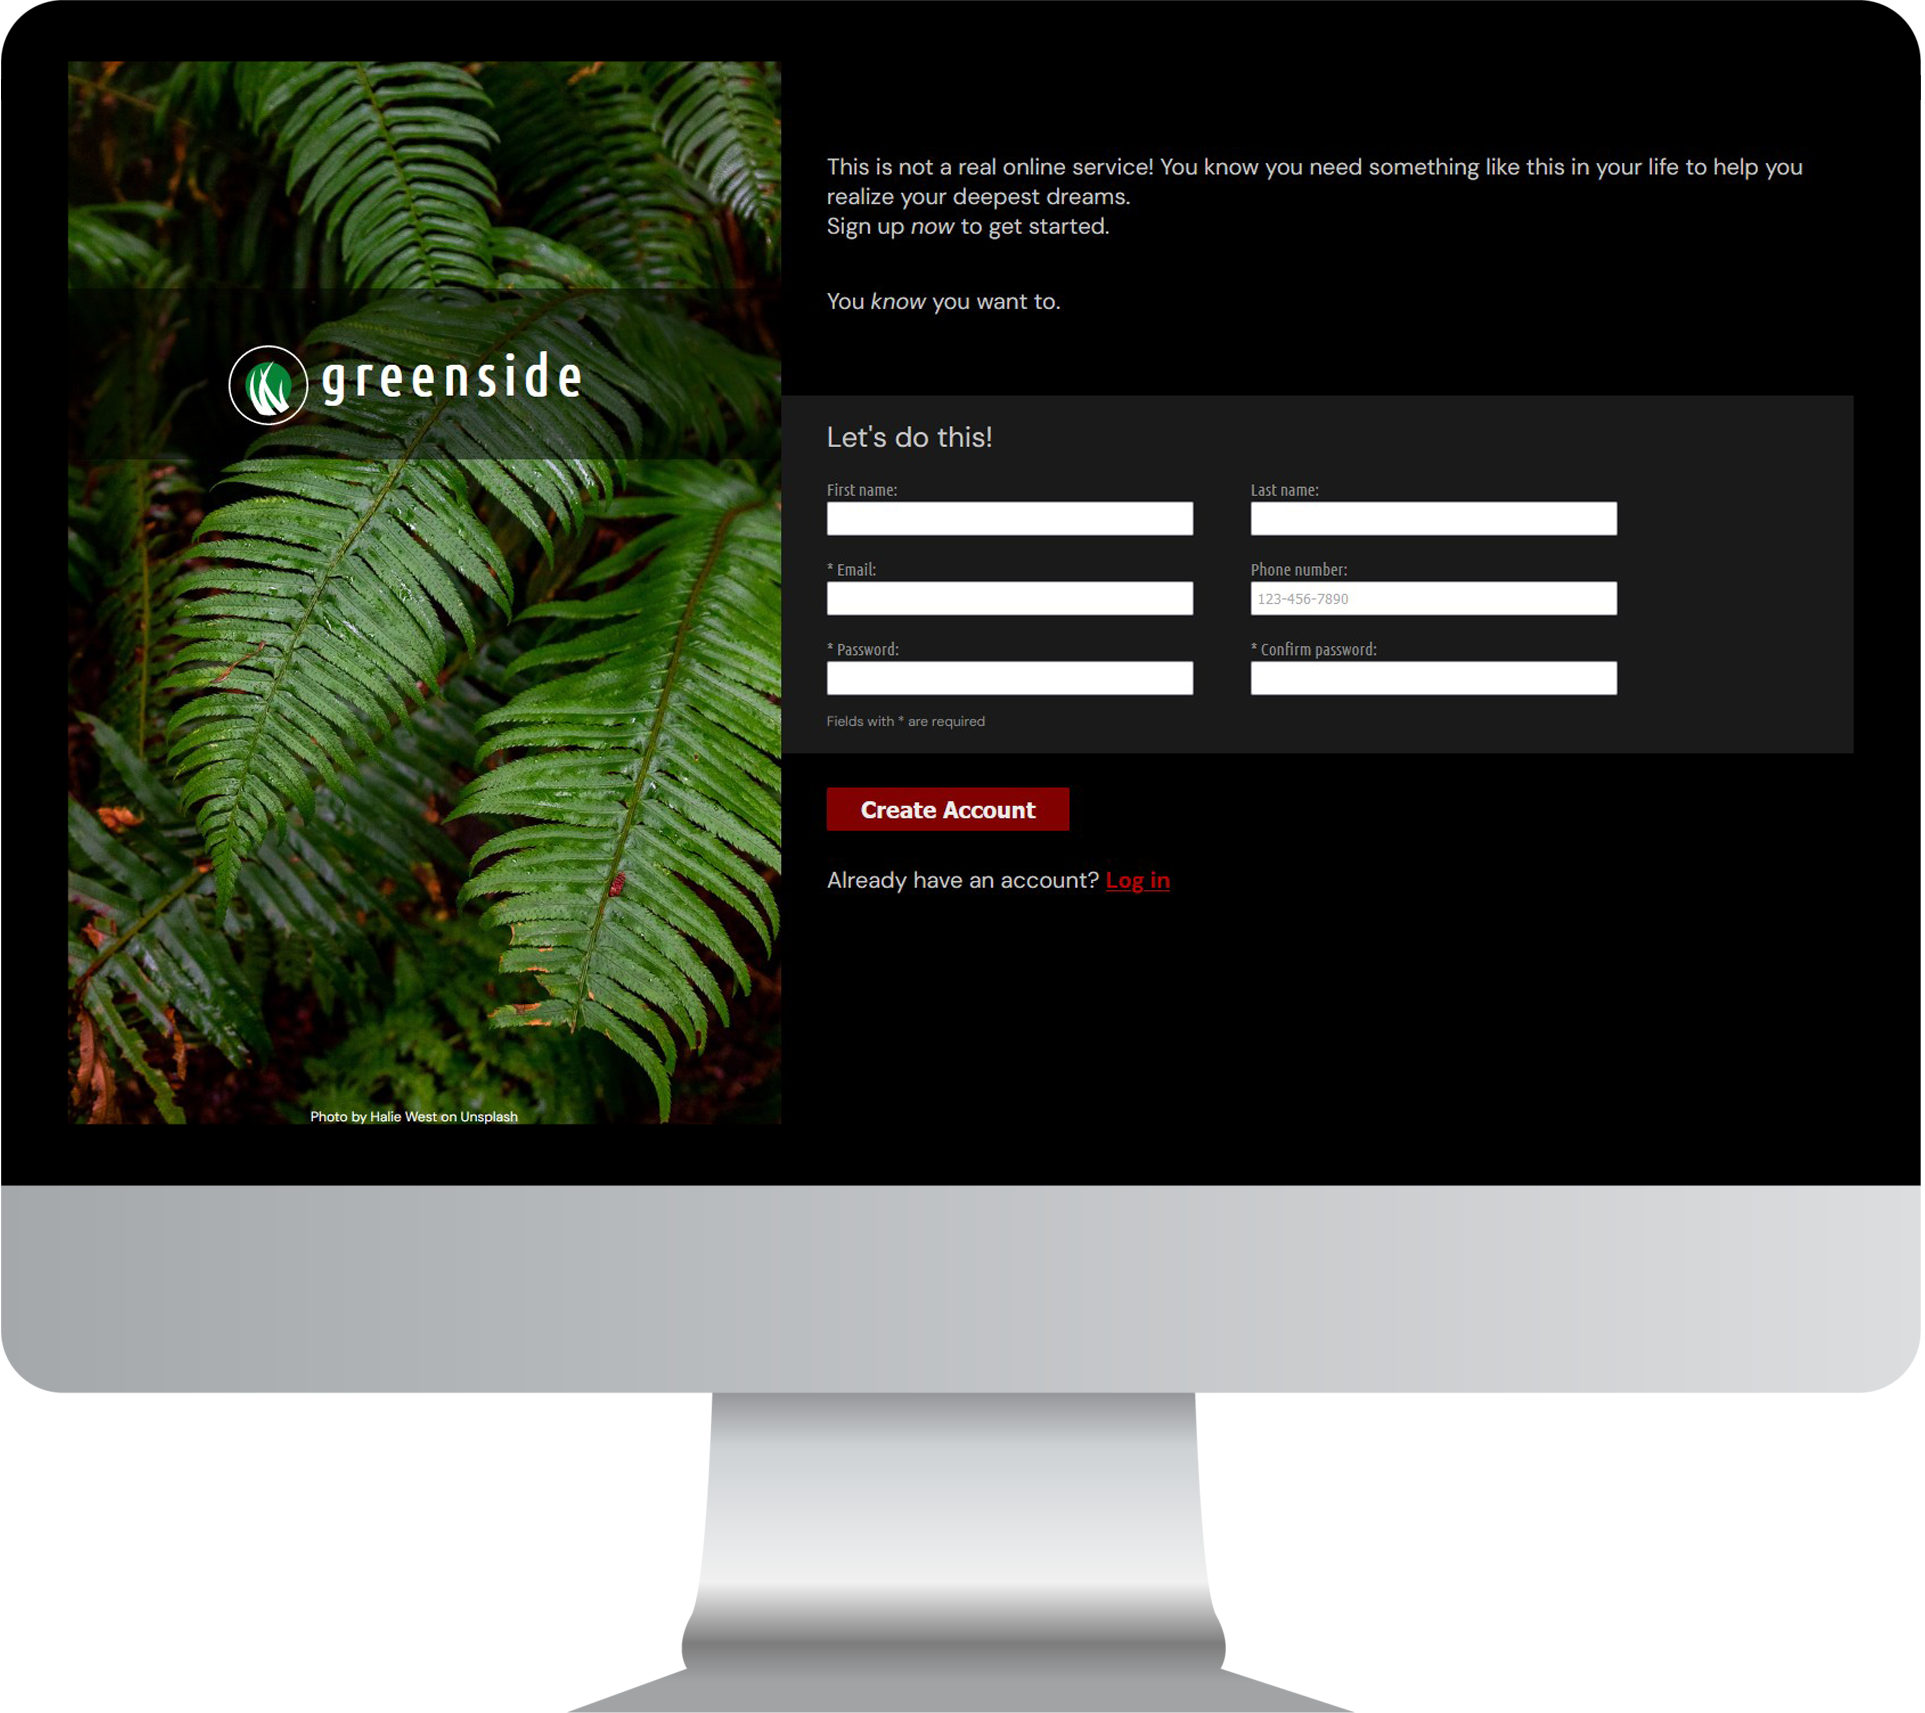 greenside
Photo by Halie West on Unsplash
This is not a real online service! You know you need something like this in your life to help you
realize your deepest dreams.
Sign up now to get started.
You know you want to.
Let's do this!
First name:
Last name:
* Email:
Phone number:
123-456-7890
* Password:
* Confirm password:
Fields with * are required
Create Account
Already have an account? Log in